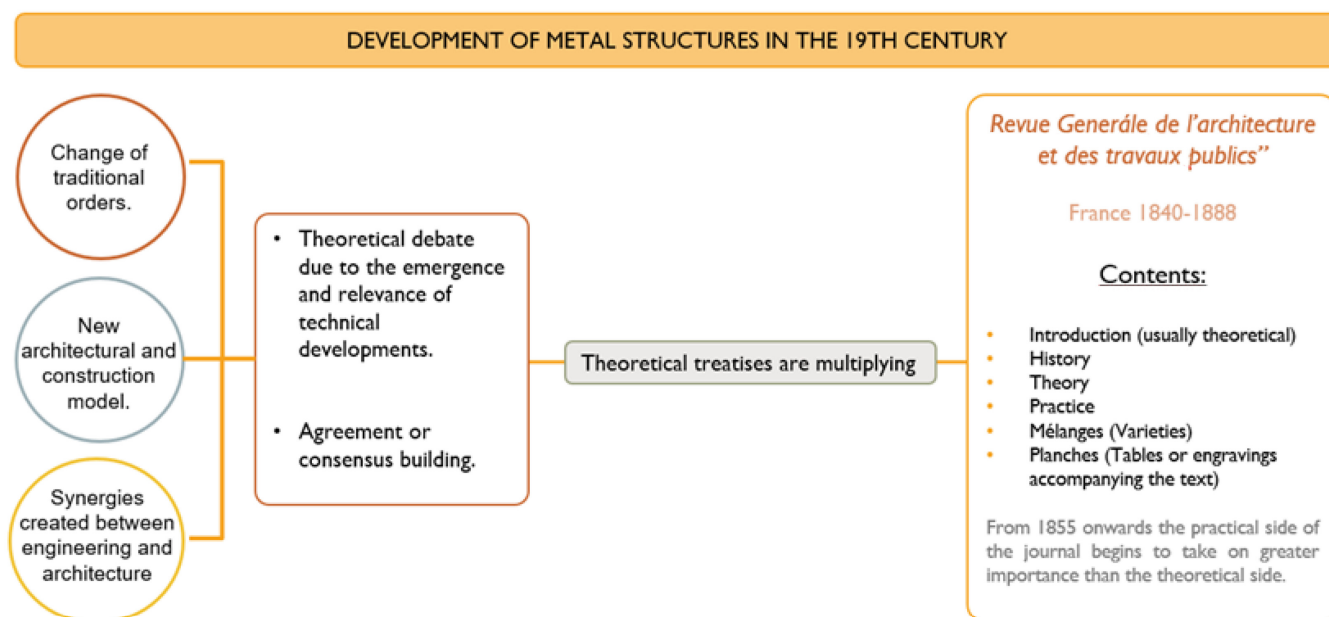 DEVELOPMENT OF METAL STRUCTURES IN THE 19TH CENTURY
Change of
traditional
orders.
New
architectural and
construction
model.
Synergies
created between
engineering and
architecture
• Theoretical debate
due to the emergence
and relevance of
technical
developments.
• Agreement or
consensus building.
Theoretical treatises are multiplying
Revue Generále de l’architecture
et des travaux publics”
France 1840-1888
Contents:
• Introduction (usually theoretical)
• History
• Theory
• Practice
• Mélanges (Varieties)
• Planches (Tables or engravings
accompanying the text)
From 1855 onwards the practical side of
the journal begins to take on greater
importance than the theoretical side.